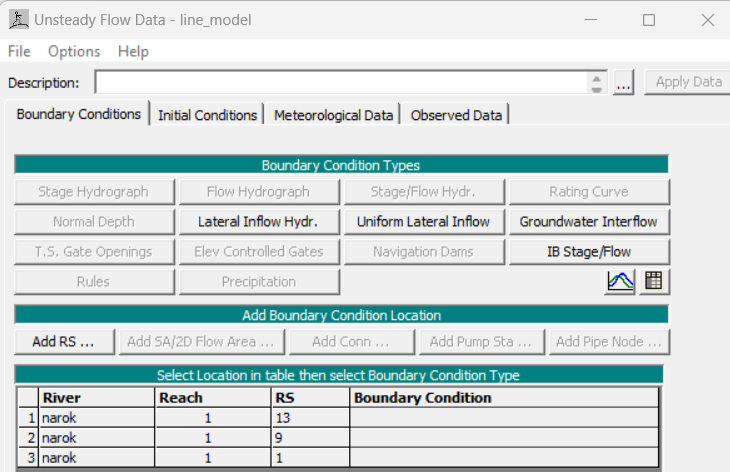 Unsteady Flow Data - line_model
File Options Help
Description: ... Apply Data
Boundary Conditions Initial Conditions Meteorological Data Observed Data
Boundary Condition Types
Stage Hydrograph Flow Hydrograph Stage/Flow Hydr. Rating Curve
Normal Depth Lateral Inflow Hydr. Uniform Lateral Inflow Groundwater Interflow
T.S. Gate Openings Elev Controlled Gates Navigation Dams IB Stage/Flow
Rules Precipitation
Add Boundary Condition Location
Add RS ... Add SA/2D Flow Area ... Add Conn ... Add Pump Sta ... Add Pipe Node ...
Select Location in table then select Boundary Condition Type
River Reach RS Boundary Condition
1 narok 1 13
2 narok 1 9
3 narok 1 1